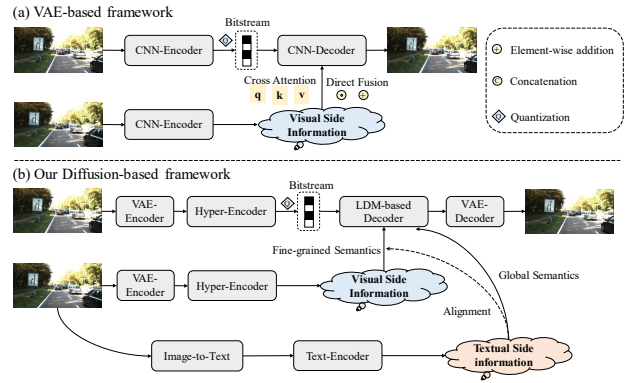 (a) VAE-based framework
Bitstream
CNN-Encoder
Q
CNN-Decoder
Cross Attention
Direct Fusion
q k v
CNN-Encoder
Visual Side
Information
Element-wise addition
C Concatenation
Q Quantization
(b) Our Diffusion-based framework
Bitstream
VAE-
Encoder
Hyper-Encoder
Q
LDM-based
Decoder
VAE-
Decoder
Fine-grained Semantics
Global Semantics
VAE-
Encoder
Hyper-Encoder
Visual Side
Information
Alignment
Image-to-Text
Text-Encoder
Textual Side
information